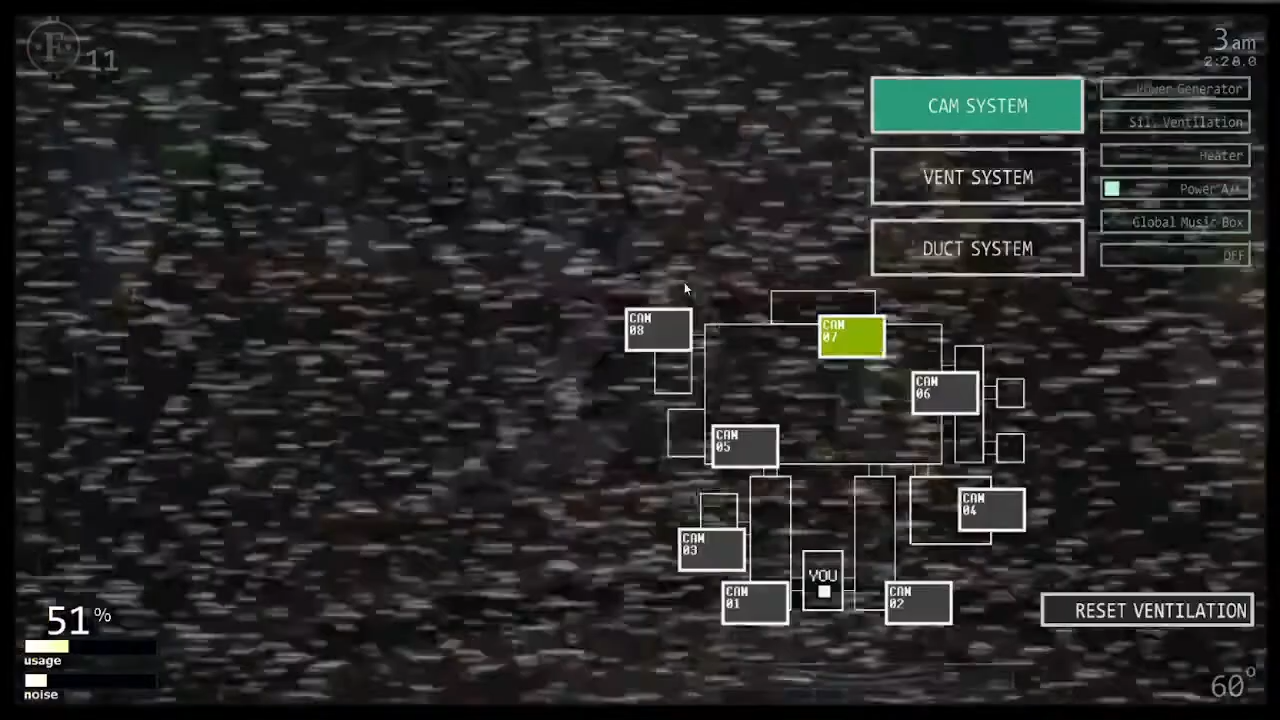 F 11
3am
2:28.0
CAM SYSTEM
VENT SYSTEM
DUCT SYSTEM
Power Generator
Sil. Ventilation
Heater
Power A/C
Global Music Box
OFF
CAM 08
CAM 07
CAM 06
CAM 05
CAM 04
CAM 03
CAM 01
YOU
CAM 02
RESET VENTILATION
51%
usage
noise
60°